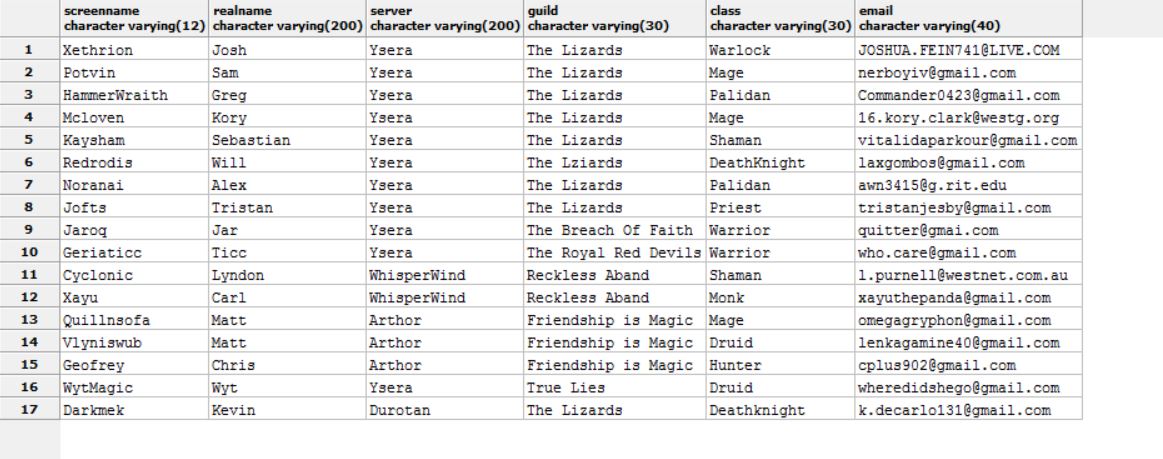 screenname realname server guild class email
character varying(12) character varying(200) character varying(200) character varying(30) character varying(30) character varying(40)
1 Xethrion Josh Ysera The Lizards Warlock JOSHUA.FEIN741@LIVE.COM
2 Potvin Sam Ysera The Lizards Mage nerboyiv@gmail.com
3 HammerWraith Greg Ysera The Lizards Palidan Commander0423@gmail.com
4 Mcloven Kory Ysera The Lizards Mage 16.kory.clark@westg.org
5 Kaysham Sebastian Ysera The Lizards Shaman vitalidaparkour@gmail.com
6 Redrodis Will Ysera The Lziards DeathKnight laxgombos@gmail.com
7 Noranai Alex Ysera The Lizards Palidan awn3415@g.rit.edu
8 Jofts Tristan Ysera The Lizards Priest tristanjesby@gmail.com
9 Jaroq Jar Ysera The Breach Of Faith Warrior quitter@gmai.com
10 Geriaticc Ticc Ysera The Royal Red Devils Warrior who.care@gmail.com
11 Cyclonic Lyndon WhisperWind Reckless Aband Shaman l.purnell@westnet.com.au
12 Xayu Carl WhisperWind Reckless Aband Monk xayuthepanda@gmail.com
13 Quillnsofa Matt Arthor Friendship is Magic Mage omegagryphon@gmail.com
14 Vlyniswub Matt Arthor Friendship is Magic Druid lenkagamine40@gmail.com
15 Geofrey Chris Arthor Friendship is Magic Hunter cplus902@gmail.com
16 WytMagic Wyt Ysera True Lies Druid wheredidshego@gmail.com
17 Darkmek Kevin Durotan The Lizards Deathknight k.decarlo131@gmail.com